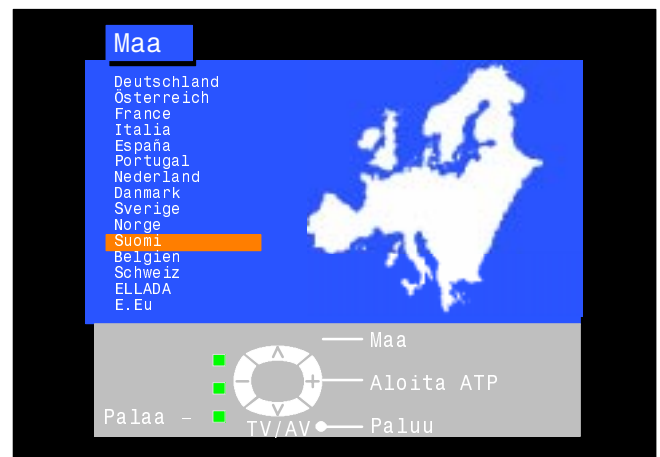 Maa
Deutschland
Österreich
France
Italia
España
Portugal
Nederland
Danmark
Sverige
Norge
Suomi
Belgien
Schweiz
ELLADA
E.Eu
Maa
Aloita ATP
Palaa -
TV/AV
Paluu